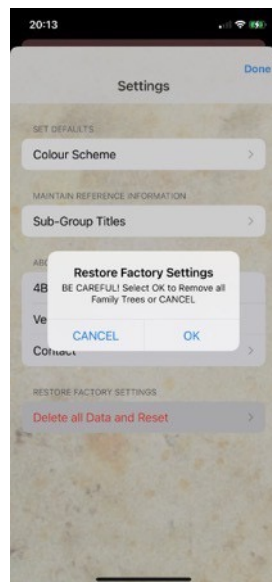 20:13
Done
Settings
SET DEFAULTS
Colour Scheme
MAINTAIN REFERENCE INFORMATION
Sub-Group Titles
Restore Factory Settings
BE CAREFUL! Select OK to Remove all
Family Trees or CANCEL
CANCEL OK
Contact
RESTORE FACTORY SETTINGS
Delete all Data and Reset